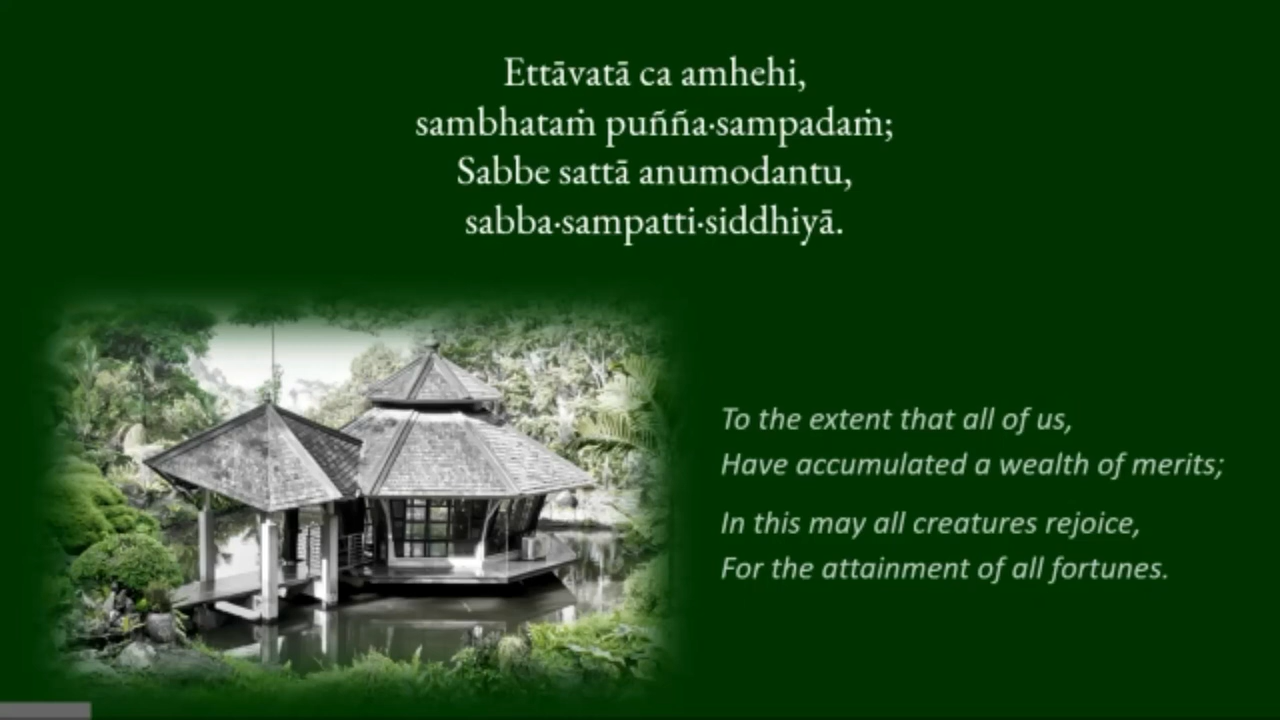 Ettāvatā ca amhehi,
sambhataṁ puñña·sampadaṁ;
Sabbe sattā anumodantu,
sabba·sampatti·siddhiyā.
To the extent that all of us,
Have accumulated a wealth of merits;
In this may all creatures rejoice,
For the attainment of all fortunes.